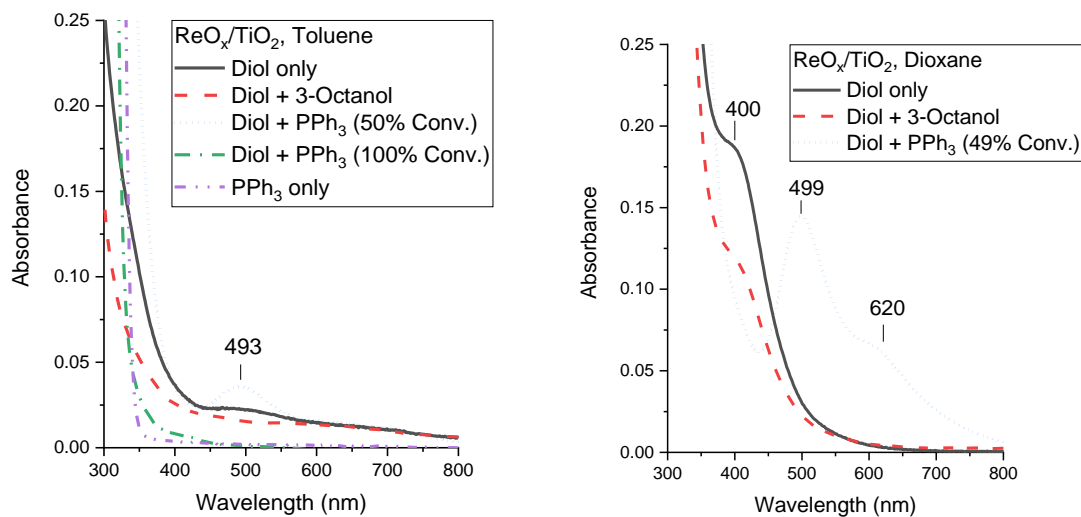 ReOx/TiO2, Toluene
Diol only
Diol + 3-Octanol
Diol + PPh3 (50% Conv.)
Diol + PPh3 (100% Conv.)
PPh3 only
493
0.25
0.20
0.15
0.10
0.05
0.00
Absorbance
300 400 500 600 700 800
Wavelength (nm)
ReOx/TiO2, Dioxane
Diol only
Diol + 3-Octanol
Diol + PPh3 (49% Conv.)
400
499
620
0.25
0.20
0.15
0.10
0.05
0.00
Absorbance
300 400 500 600 700 800
Wavelength (nm)